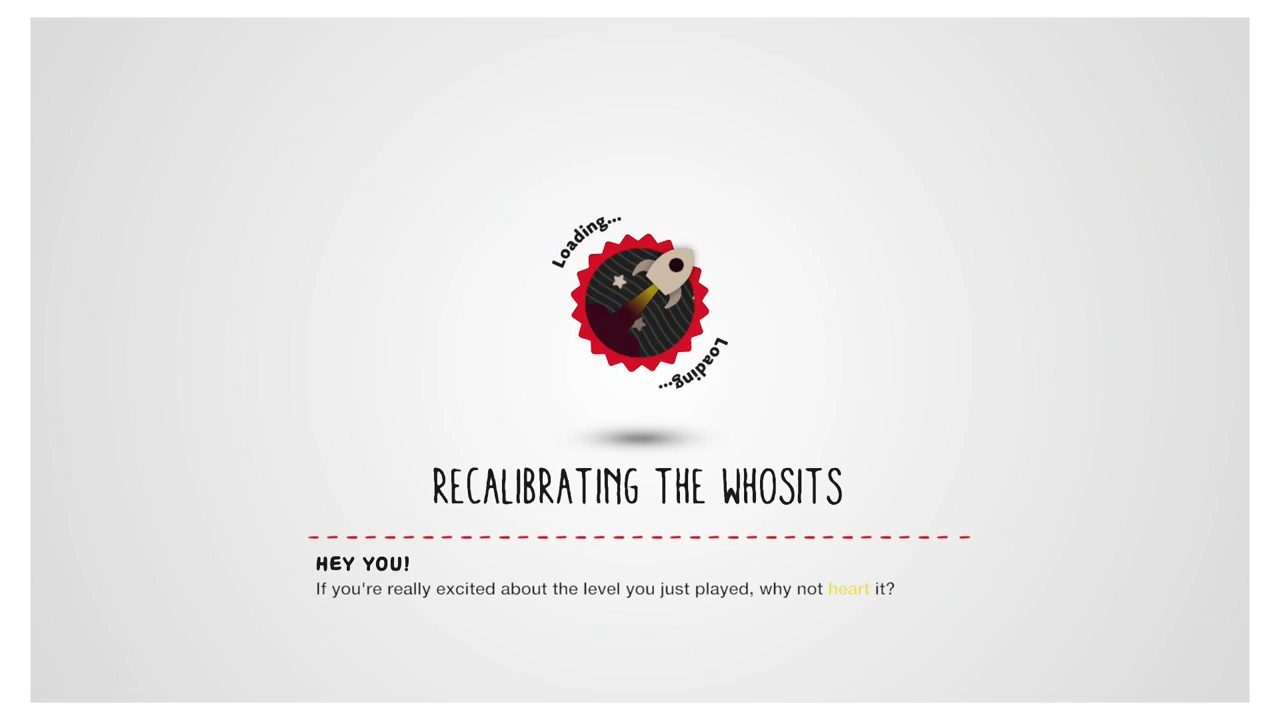 Loading...
Loading...
RECALIBRATING THE WHOSITS
HEY YOU!
If you're really excited about the level you just played, why not heart it?